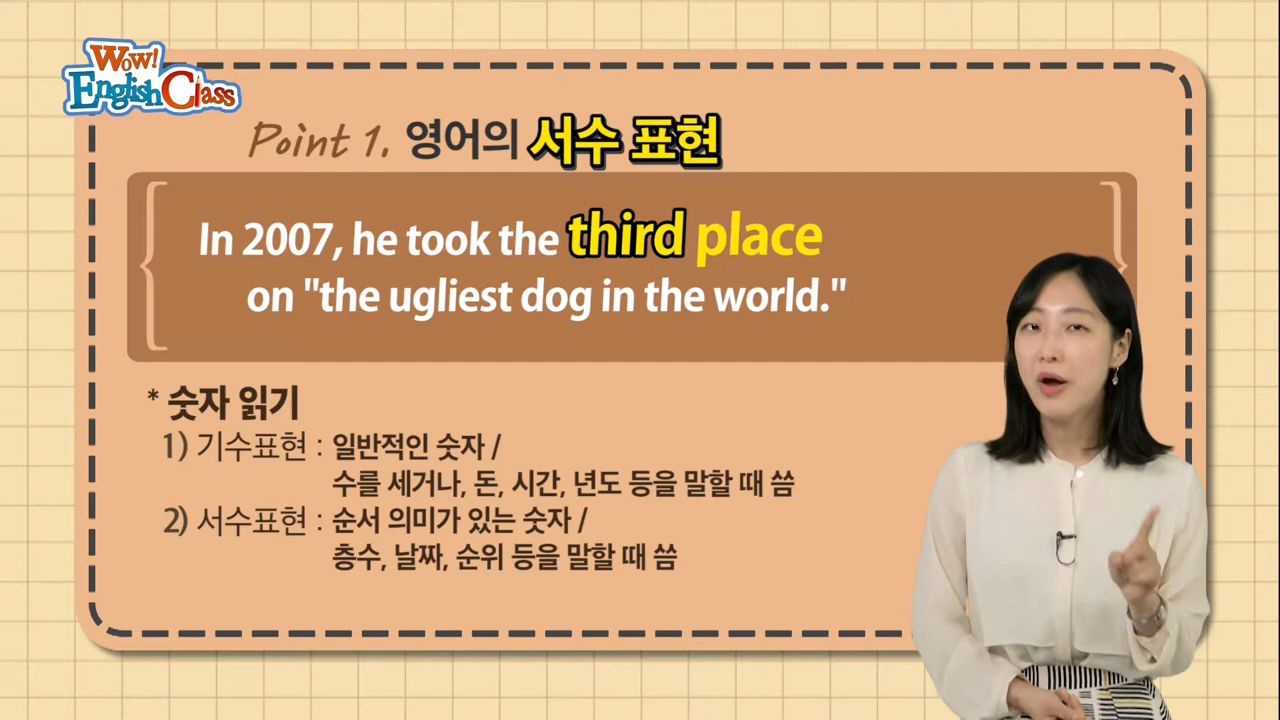 Wow!
English Class
Point 1. 영어의 서수 표현
In 2007, he took the third place
on "the ugliest dog in the world."
* 숫자 읽기
1) 기수표현 : 일반적인 숫자 /
수를 세거나, 돈, 시간, 년도 등을 말할 때 씀
2) 서수표현 : 순서 의미가 있는 숫자 /
층수, 날짜, 순위 등을 말할 때 씀